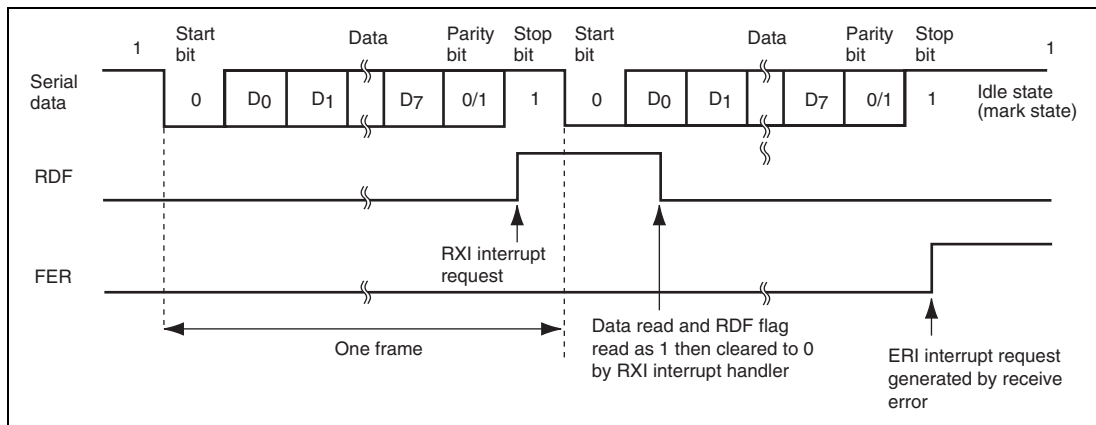 1 Start bit Data Parity bit Stop bit Start bit Data Parity bit Stop bit 1
Serial data 0 D0 D1 D7 0/1 1 0 D0 D1 D7 0/1 1 Idle state (mark state)
RDF
RXI interrupt request
FER
One frame
Data read and RDF flag
read as 1 then cleared to 0
by RXI interrupt handler
ERI interrupt request
generated by receive
error